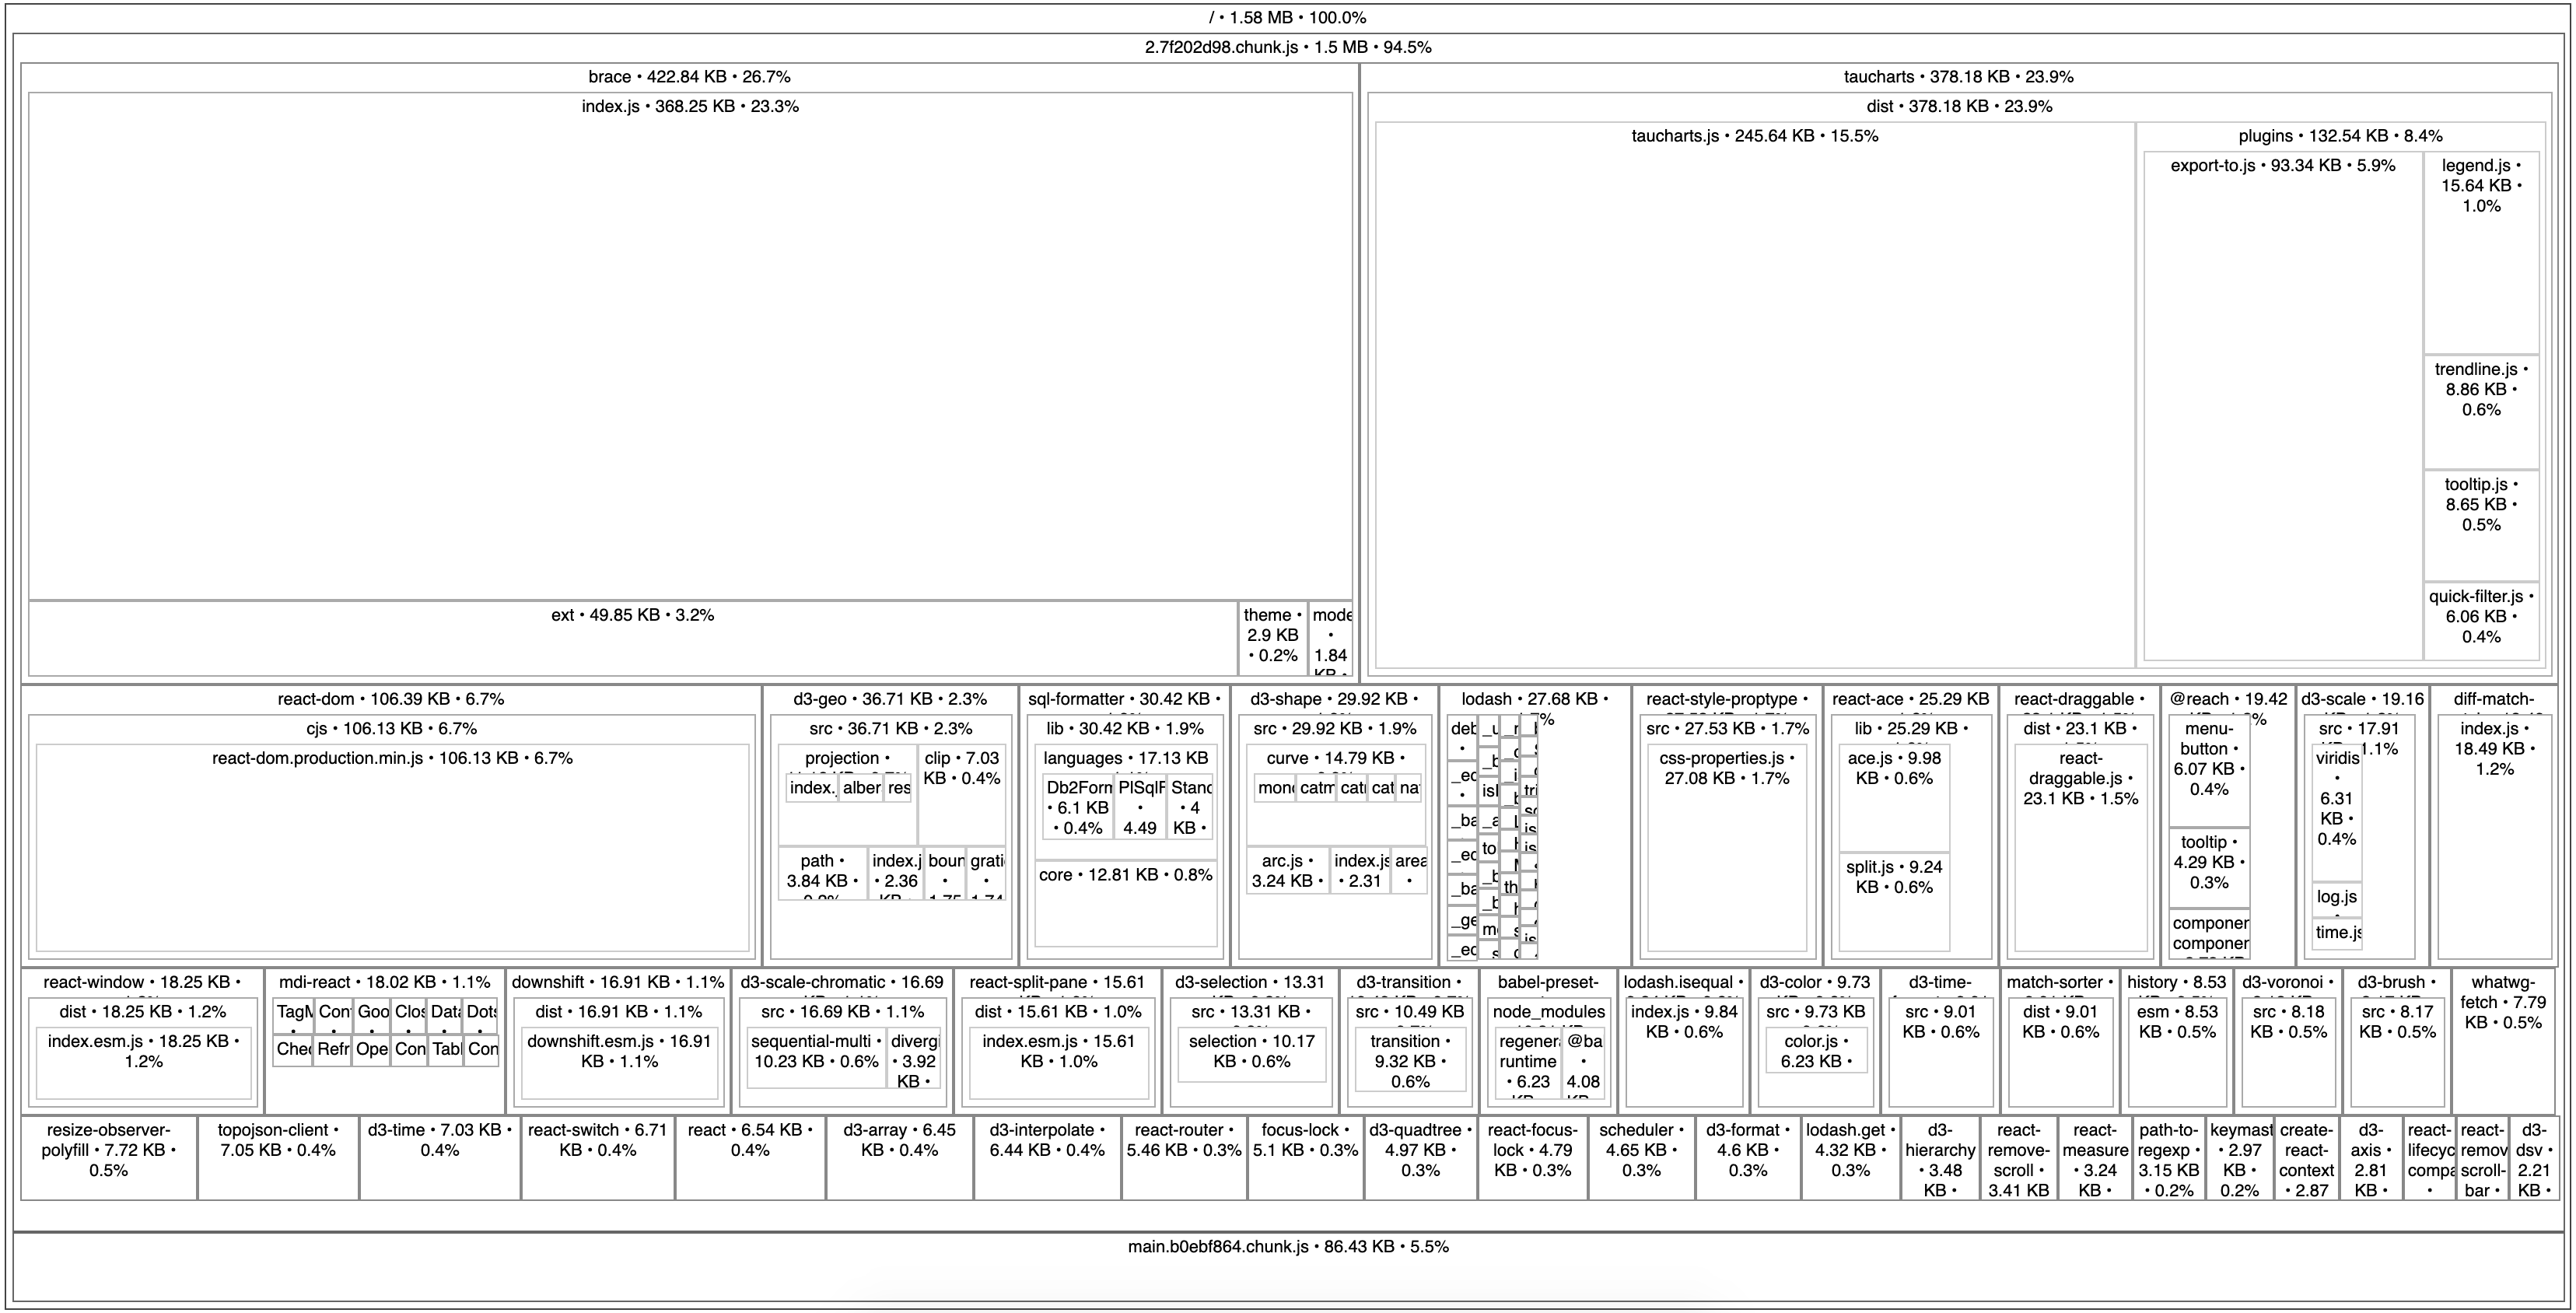 / • 1.58 MB • 100.0%
2.7f202d98.chunk.js • 1.5 MB • 94.5%
brace • 422.84 KB • 26.7%
index.js • 368.25 KB • 23.3%
ext • 49.85 KB • 3.2%
theme •
2.9 KB
• 0.2%
mode
•
1.84
KB •
taucharts • 378.18 KB • 23.9%
dist • 378.18 KB • 23.9%
taucharts.js • 245.64 KB • 15.5%
plugins • 132.54 KB • 8.4%
export-to.js • 93.34 KB • 5.9%
legend.js •
15.64 KB •
1.0%
trendline.js •
8.86 KB •
0.6%
tooltip.js •
8.65 KB •
0.5%
quick-filter.js •
6.06 KB •
0.4%
react-dom • 106.39 KB • 6.7%
cjs • 106.13 KB • 6.7%
react-dom.production.min.js • 106.13 KB • 6.7%
d3-geo • 36.71 KB • 2.3%
src • 36.71 KB • 2.3%
projection •
index.
alber
res
clip • 7.03
KB • 0.4%
path •
3.84 KB •
index.j
• 2.36
KB •
boun
•
1.75
grati
•
1.74
sql-formatter • 30.42 KB •
lib • 30.42 KB • 1.9%
languages • 17.13 KB
Db2Form
• 6.1 KB
• 0.4%
PlSqlF
•
4.49
Stand
• 4
KB •
core • 12.81 KB • 0.8%
d3-shape • 29.92 KB •
src • 29.92 KB • 1.9%
curve • 14.79 KB •
mono
catm
cat
cat
na
arc.js •
3.24 KB •
index.js
• 2.31
area
•
lodash • 27.68 KB •
deb
•
_ba
_ba
_ge
to
th
react-style-proptype •
src • 27.53 KB • 1.7%
css-properties.js •
27.08 KB • 1.7%
react-ace • 25.29 KB
lib • 25.29 KB •
ace.js • 9.98
KB • 0.6%
split.js • 9.24
KB • 0.6%
react-draggable •
dist • 23.1 KB •
react-
draggable.js •
23.1 KB • 1.5%
@reach • 19.42
menu-
button •
6.07 KB •
0.4%
tooltip •
4.29 KB •
0.3%
componer
componer
d3-scale • 19.16
src • 17.91
1.1%
viridis
•
6.31
KB •
0.4%
log.js
time.js
diff-match-
index.js •
18.49 KB •
1.2%
react-window • 18.25 KB •
dist • 18.25 KB • 1.2%
index.esm.js • 18.25 KB •
1.2%
mdi-react • 18.02 KB • 1.1%
TagM
Con
Goo
Clos
Data
Dots
Chec
Refr
Ope
Con
Tabl
Con
downshift • 16.91 KB • 1.1%
dist • 16.91 KB • 1.1%
downshift.esm.js • 16.91
KB • 1.1%
d3-scale-chromatic • 16.69
src • 16.69 KB • 1.1%
sequential-multi •
10.23 KB • 0.6%
divergi
• 3.92
KB •
react-split-pane • 15.61
dist • 15.61 KB • 1.0%
index.esm.js • 15.61
KB • 1.0%
d3-selection • 13.31
src • 13.31 KB •
selection • 10.17
KB • 0.6%
d3-transition •
src • 10.49 KB
transition •
9.32 KB •
0.6%
babel-preset-
node_modules
regener
runtime
• 6.23
KB •
@ba
•
4.08
KB •
lodash.isequal •
index.js • 9.84
KB • 0.6%
d3-color • 9.73
src • 9.73 KB
color.js •
6.23 KB •
d3-time-
src • 9.01
KB • 0.6%
match-sorter •
dist • 9.01
KB • 0.6%
history • 8.53
esm • 8.53
KB • 0.5%
d3-voronoi •
src • 8.18
KB • 0.5%
d3-brush •
src • 8.17
KB • 0.5%
whatwg-
fetch • 7.79
KB • 0.5%
resize-observer-
polyfill • 7.72 KB •
0.5%
topojson-client •
7.05 KB • 0.4%
d3-time • 7.03 KB •
0.4%
react-switch • 6.71
KB • 0.4%
react • 6.54 KB •
0.4%
d3-array • 6.45
KB • 0.4%
d3-interpolate •
6.44 KB • 0.4%
react-router •
5.46 KB • 0.3%
focus-lock •
5.1 KB • 0.3%
d3-quadtree •
4.97 KB •
0.3%
react-focus-
lock • 4.79
KB • 0.3%
scheduler •
4.65 KB •
0.3%
d3-format •
4.6 KB •
0.3%
lodash.get •
4.32 KB •
0.3%
d3-
hierarchy
• 3.48
KB •
react-
remove-
scroll •
3.41 KB
react-
measure
• 3.24
KB •
path-to-
regexp •
3.15 KB
• 0.2%
keymast
• 2.97
KB •
0.2%
create-
react-
context
• 2.87
d3-
axis •
2.81
KB •
react-
lifecyc
compa
•
react-
remov
scroll-
bar •
d3-
dsv •
2.21
KB •
main.b0ebf864.chunk.js • 86.43 KB • 5.5%